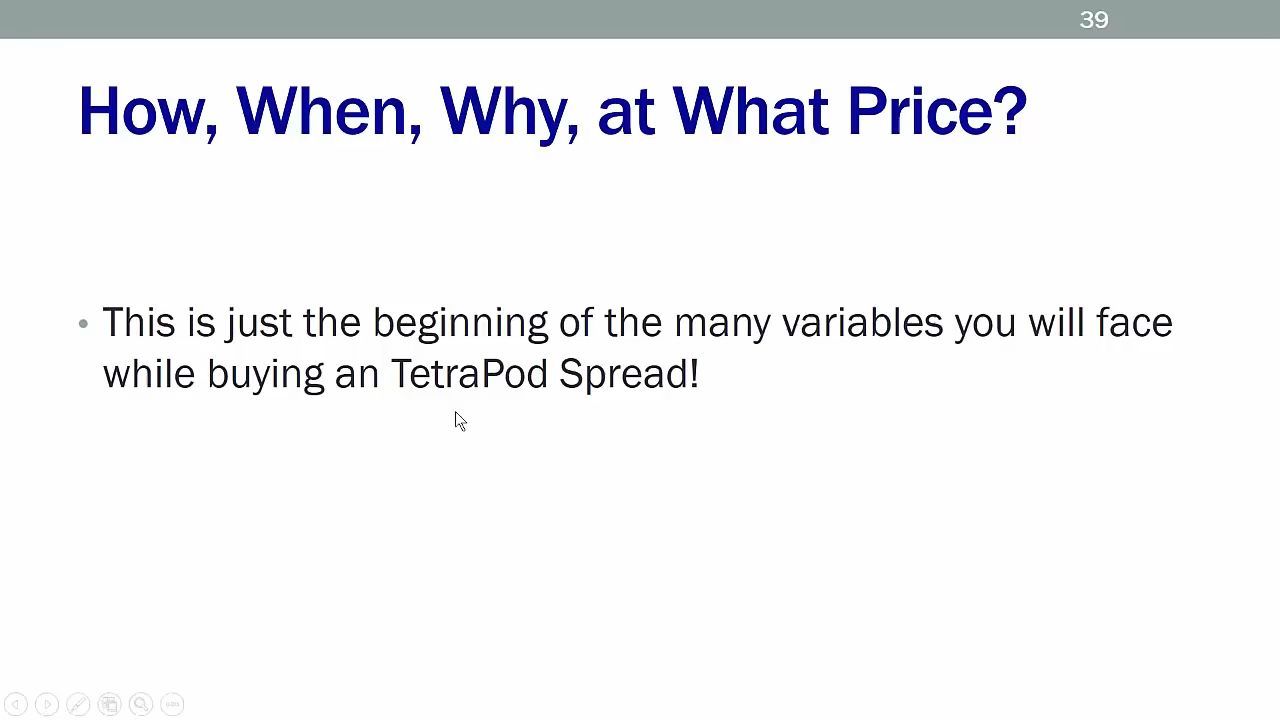 39
How, When, Why, at What Price?
• This is just the beginning of the many variables you will face
while buying an TetraPod Spread!